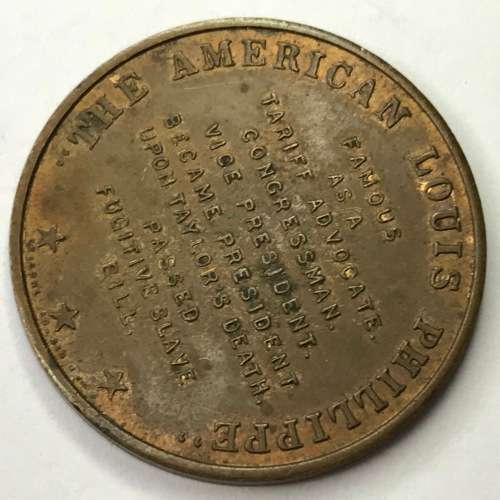 "THE AMERICAN LOUIS PHILLIPPE"
FAMOUS
AS A
TARIFF ADVOCATE.
CONGRESSMAN.
VICE PRESIDENT.
BECAME PRESIDENT
UPON TAYLOR'S DEATH.
PASSED
FUGITIVE SLAVE
BILL.